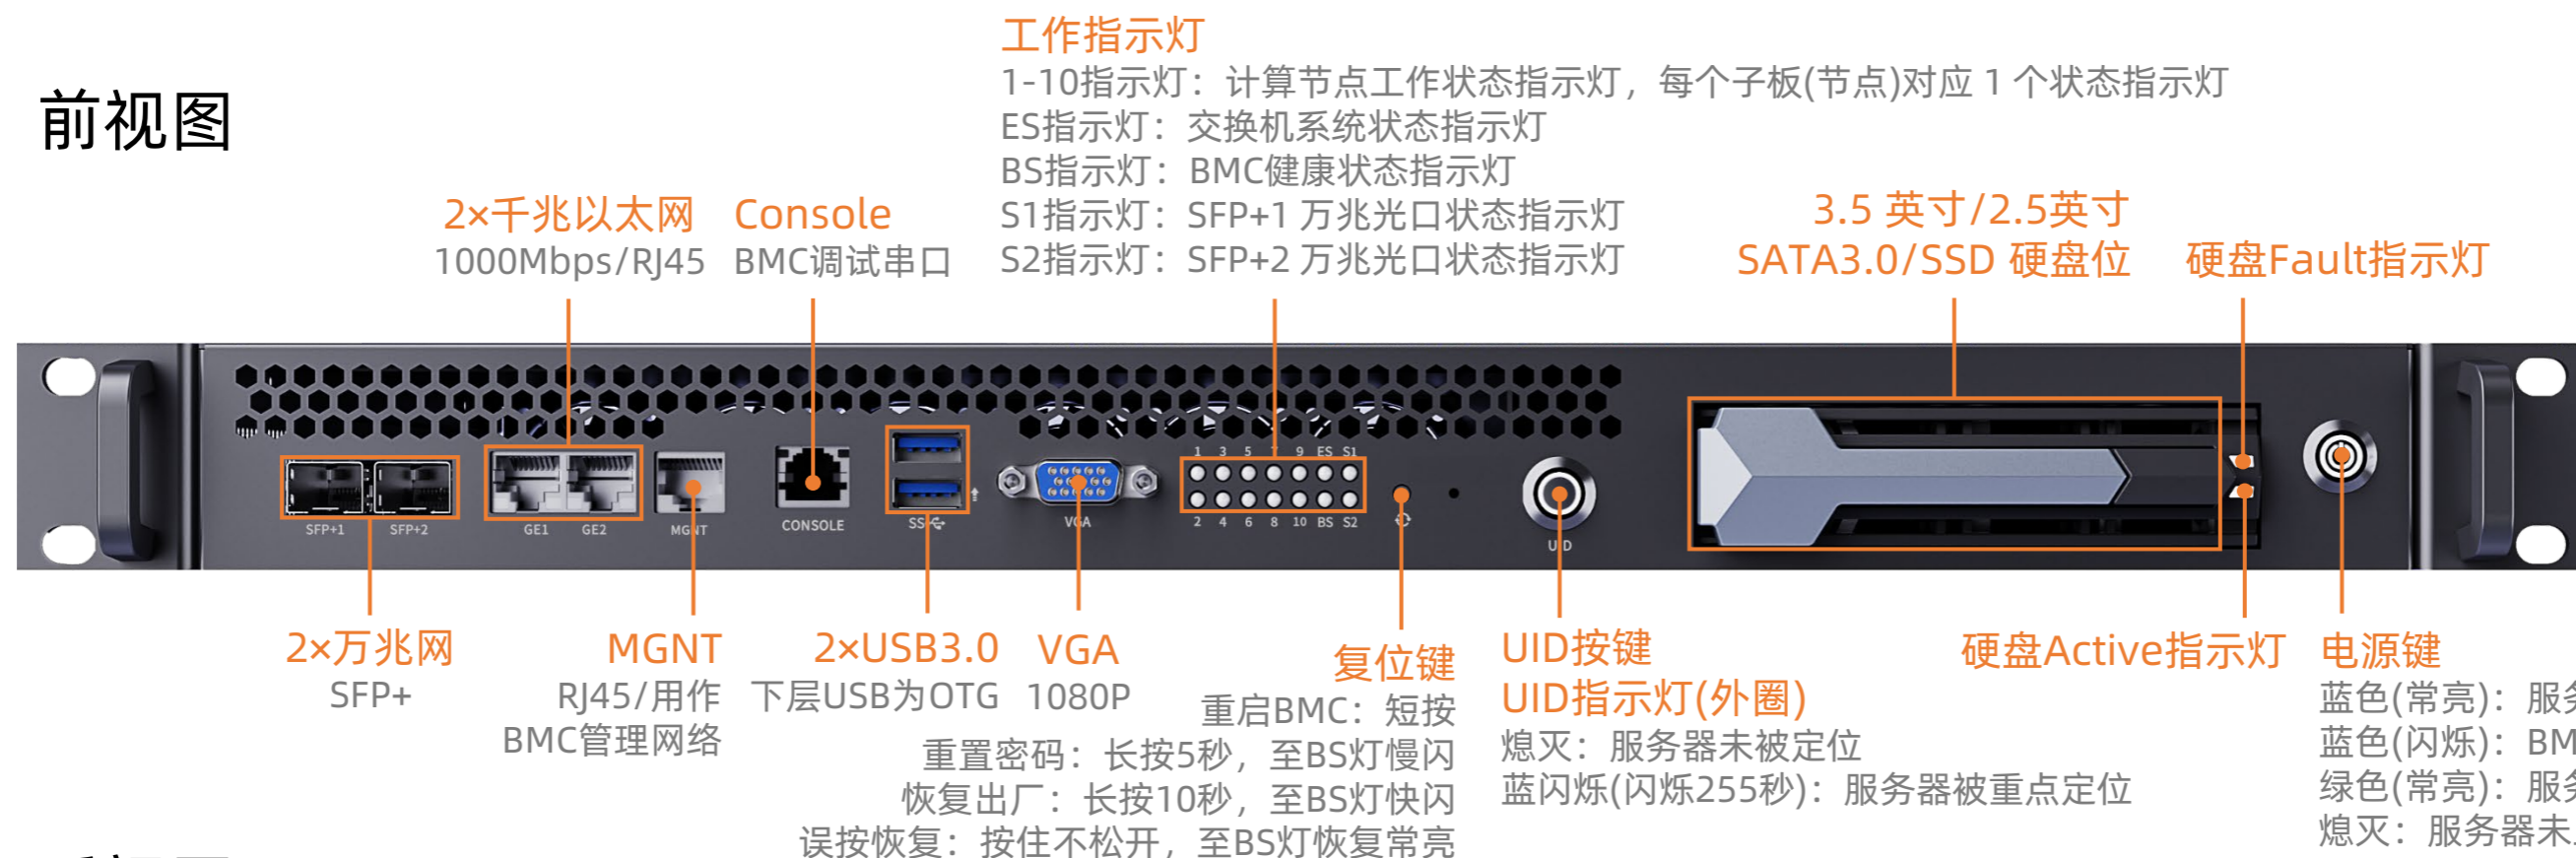 前视图
工作指示灯
1-10指示灯：计算节点工作状态指示灯，每个子板(节点)对应 1 个状态指示灯
ES指示灯：交换机系统状态指示灯
BS指示灯：BMC健康状态指示灯
S1指示灯：SFP+1 万兆光口状态指示灯
S2指示灯：SFP+2 万兆光口状态指示灯
2×千兆以太网
1000Mbps/RJ45
Console
BMC调试串口
3.5 英寸/2.5英寸
SATA3.0/SSD 硬盘位
硬盘Fault指示灯
1 3 5 7 9 ES S1
2 4 6 8 10 BS S2
SFP+1 SFP+2
GE1 GE2
MGNT
CONSOLE
SS
VGA
UID
2×万兆网
SFP+
MGNT
RJ45/用作
BMC管理网络
2×USB3.0
下层USB为OTG
VGA
1080P
复位键
重启BMC：短按
重置密码：长按5秒，至BS灯慢闪
恢复出厂：长按10秒，至BS灯快闪
误按恢复：按住不松开，至BS灯恢复常亮
UID按键
UID指示灯(外圈)
熄灭：服务器未被定位
蓝闪烁(闪烁255秒)：服务器被重点定位
硬盘Active指示灯
电源键
蓝色(常亮)：服务
蓝色(闪烁)：BM
绿色(常亮)：服务
熄灭：服务器未